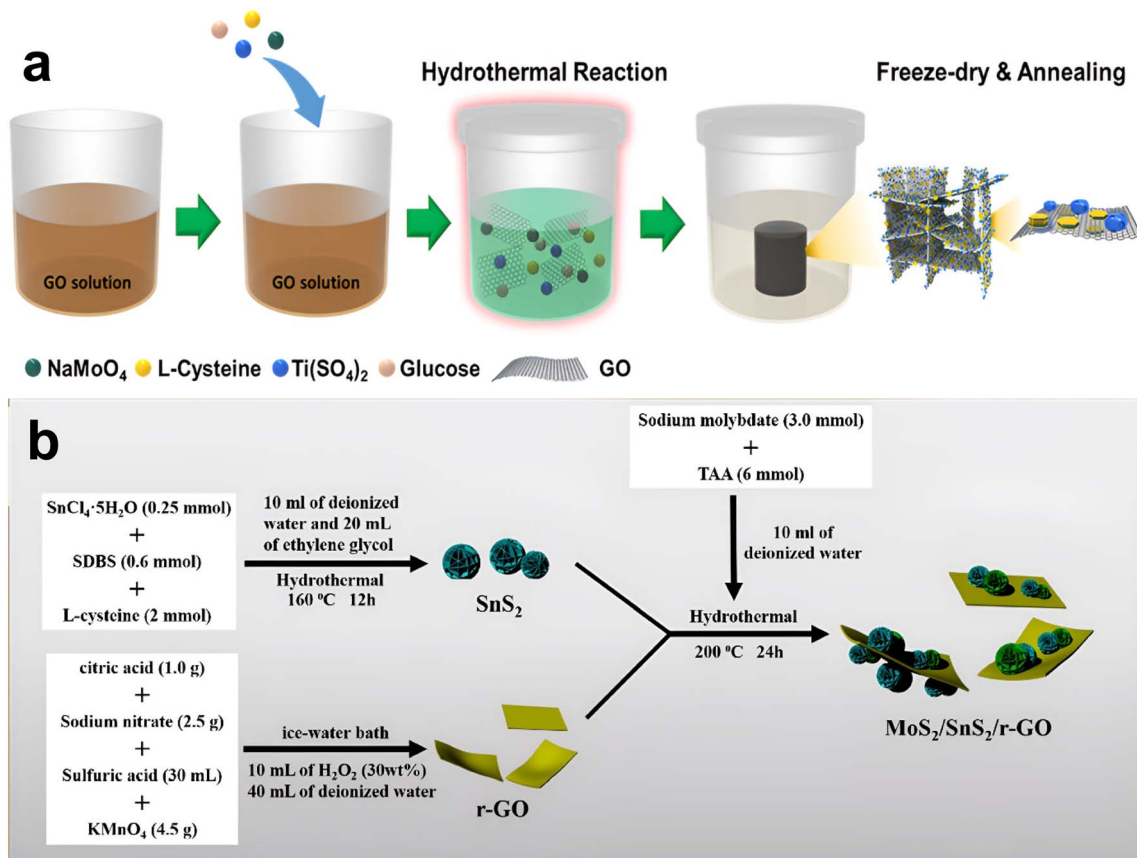 a
Hydrothermal Reaction
Freeze-dry & Annealing
GO solution
GO solution
NaMoO₄
L-Cysteine
Ti(SO₄)₂
Glucose
GO
b
SnCl₄·5H₂O (0.25 mmol)
+
SDBS (0.6 mmol)
+
L-cysteine (2 mmol)
10 ml of deionized
water and 20 mL
of ethylene glycol
Hydrothermal
160 ⁰C 12h
SnS₂
Sodium molybdate (3.0 mmol)
+
TAA (6 mmol)
10 ml of
deionized water
citric acid (1.0 g)
+
Sodium nitrate (2.5 g)
+
Sulfuric acid (30 mL)
+
KMnO₄ (4.5 g)
ice-water bath
10 mL of H₂O₂ (30wt%)
40 mL of deionized water
r-GO
Hydrothermal
200 ⁰C 24h
MoS₂/SnS₂/r-GO